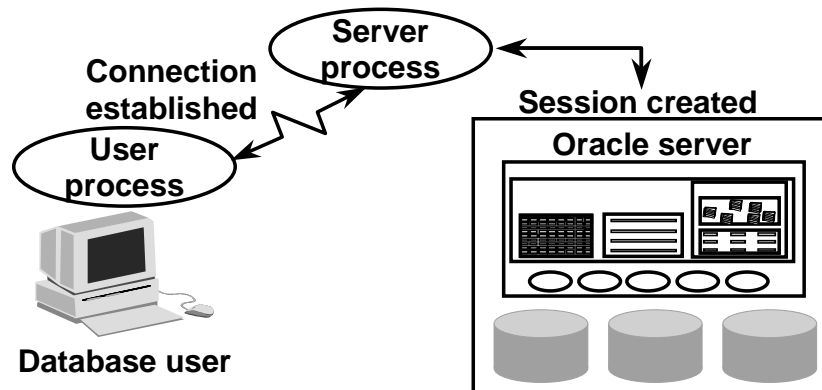 Server
process
Connection
established
Session created
User
process
Oracle server
Database user